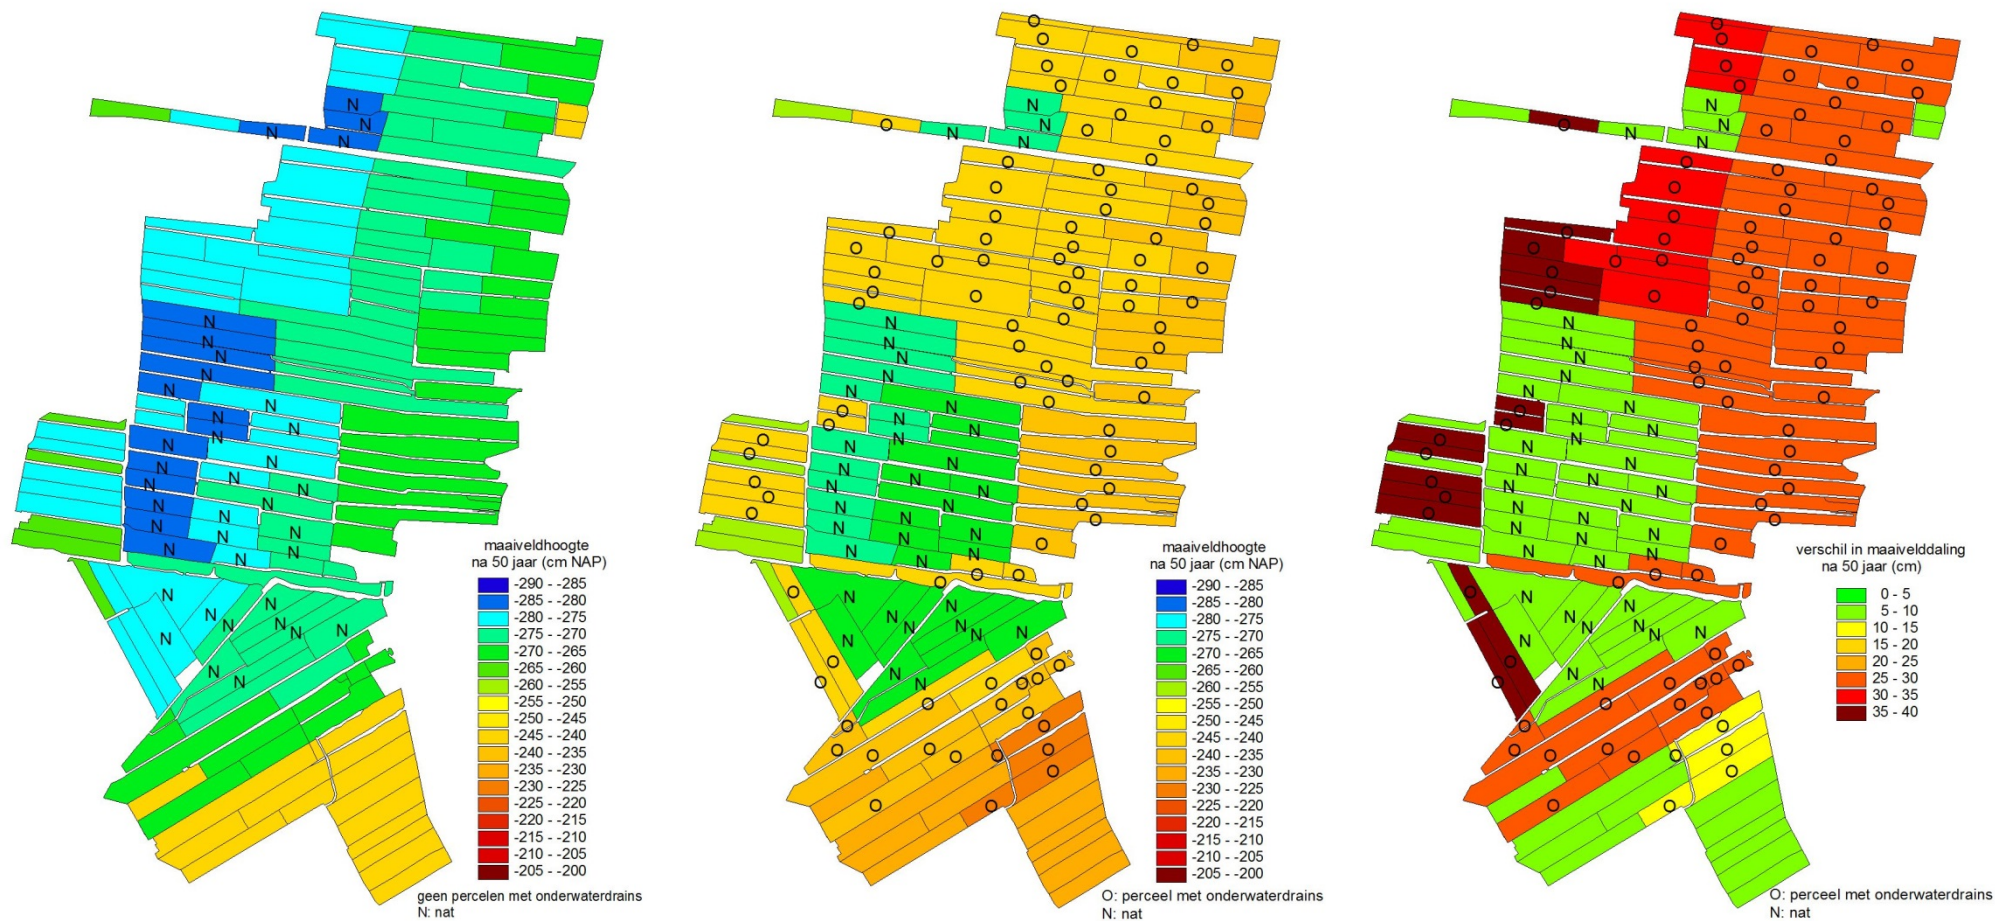 maaiveldhoogte
na 50 jaar (cm NAP)
-290 - -285
-285 - -280
-280 - -275
-275 - -270
-270 - -265
-265 - -260
-260 - -255
-255 - -250
-250 - -245
-245 - -240
-240 - -235
-235 - -230
-230 - -225
-225 - -220
-220 - -215
-215 - -210
-210 - -205
-205 - -200
geen percelen met onderwaterdrains
N: nat
maaiveldhoogte
na 50 jaar (cm NAP)
-290 - -285
-285 - -280
-280 - -275
-275 - -270
-270 - -265
-265 - -260
-260 - -255
-255 - -250
-250 - -245
-245 - -240
-240 - -235
-235 - -230
-230 - -225
-225 - -220
-220 - -215
-215 - -210
-210 - -205
-205 - -200
O: perceel met onderwaterdrains
N: nat
verschil in maaivelddaling
na 50 jaar (cm)
0 - 5
5 - 10
10 - 15
15 - 20
20 - 25
25 - 30
30 - 35
35 - 40
O: perceel met onderwaterdrains
N: nat